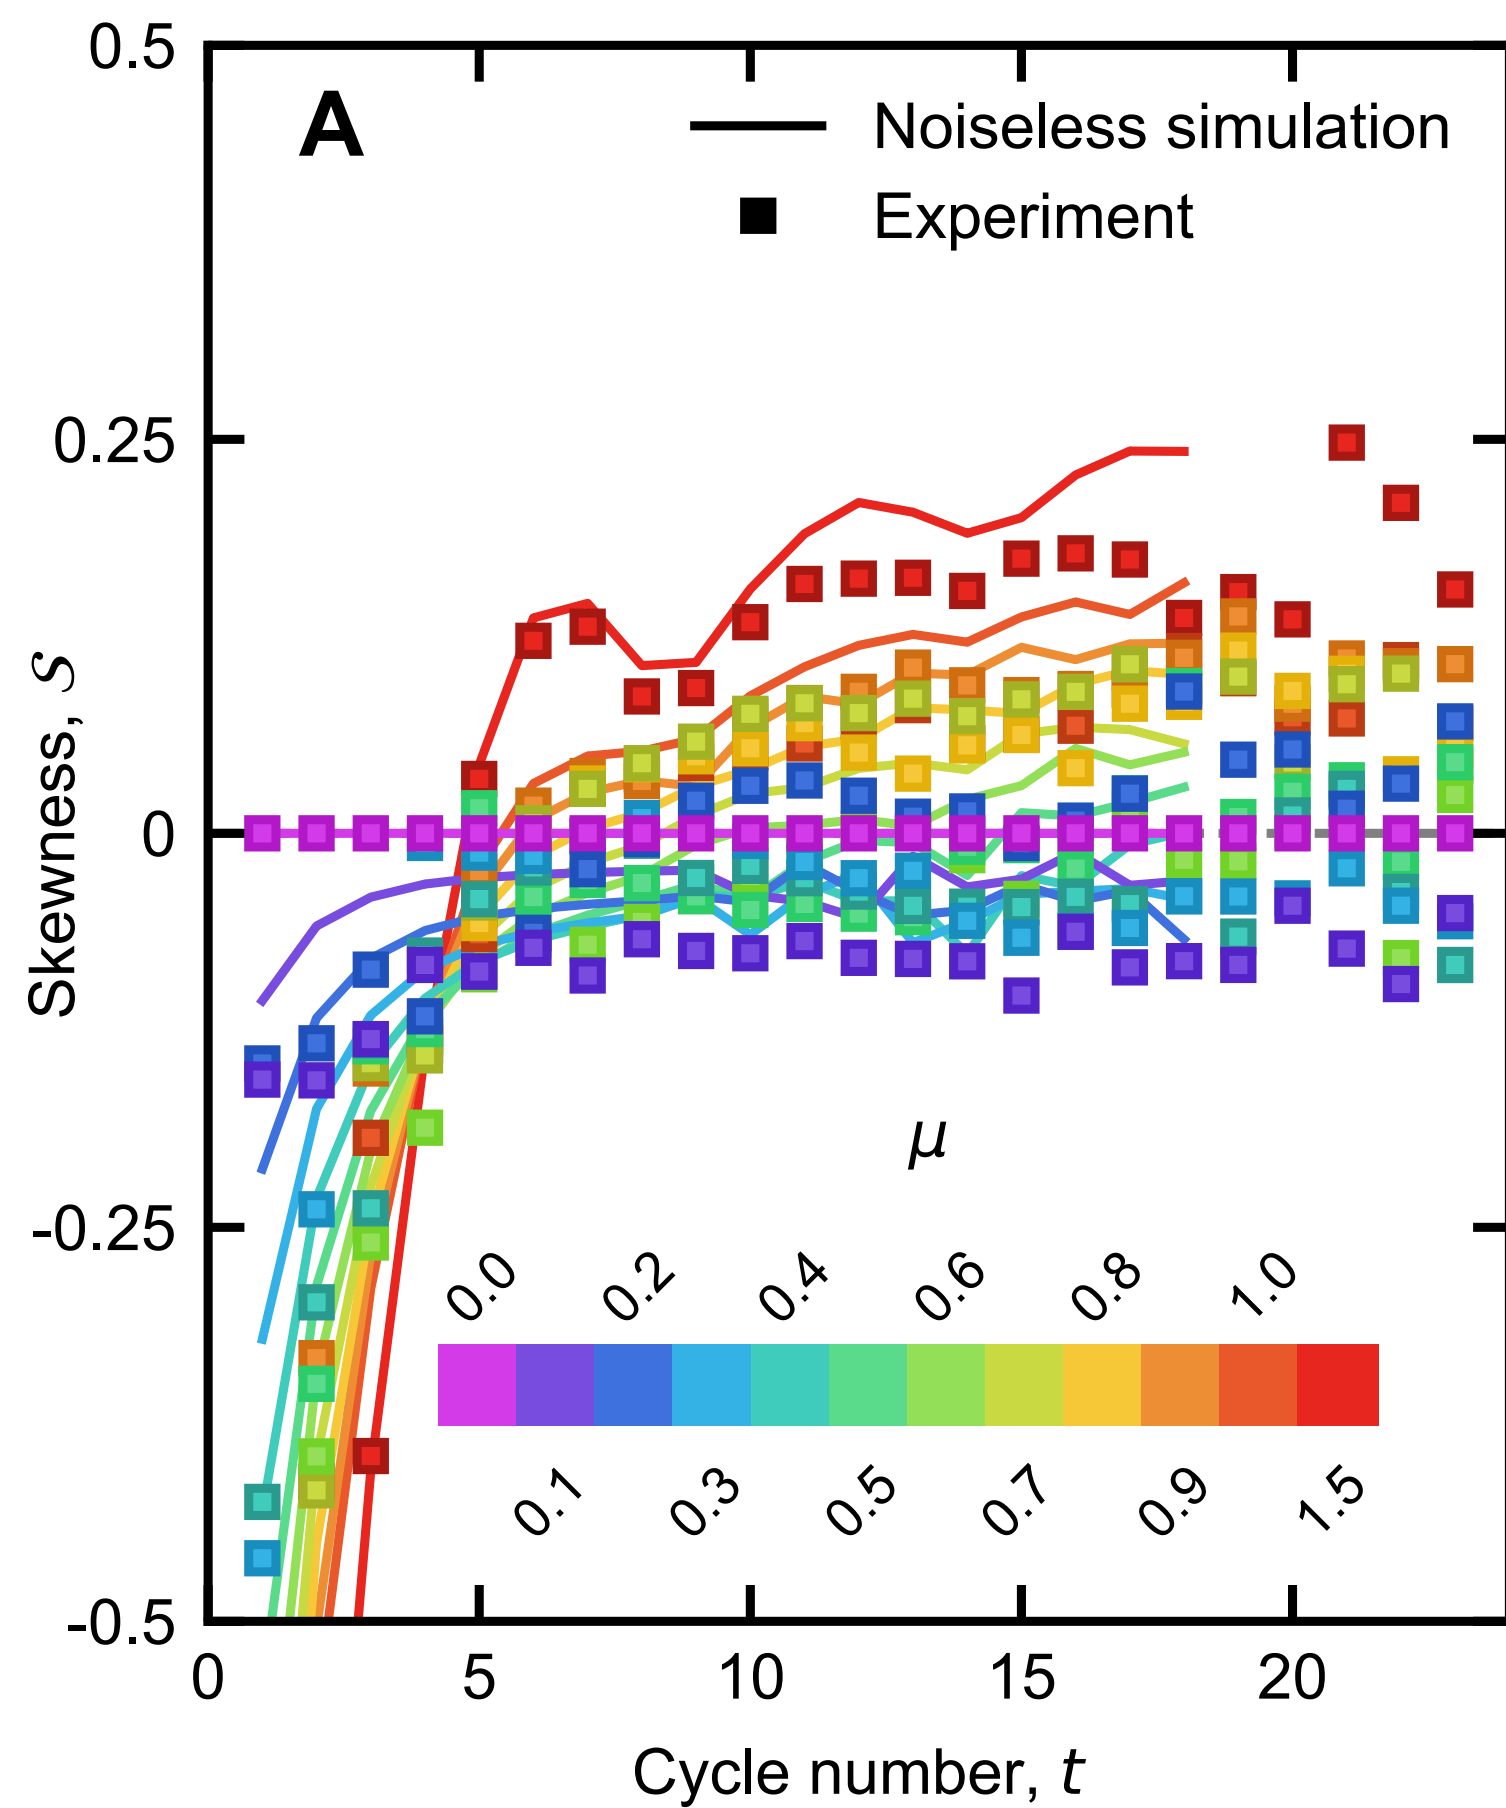 A
Noiseless simulation
Experiment
0.5
0.25
0
-0.25
-0.5
Skewness, 𝒮
μ
0.0 0.2 0.4 0.6 0.8 1.0
0.1 0.3 0.5 0.7 0.9 1.5
0 5 10 15 20
Cycle number, t